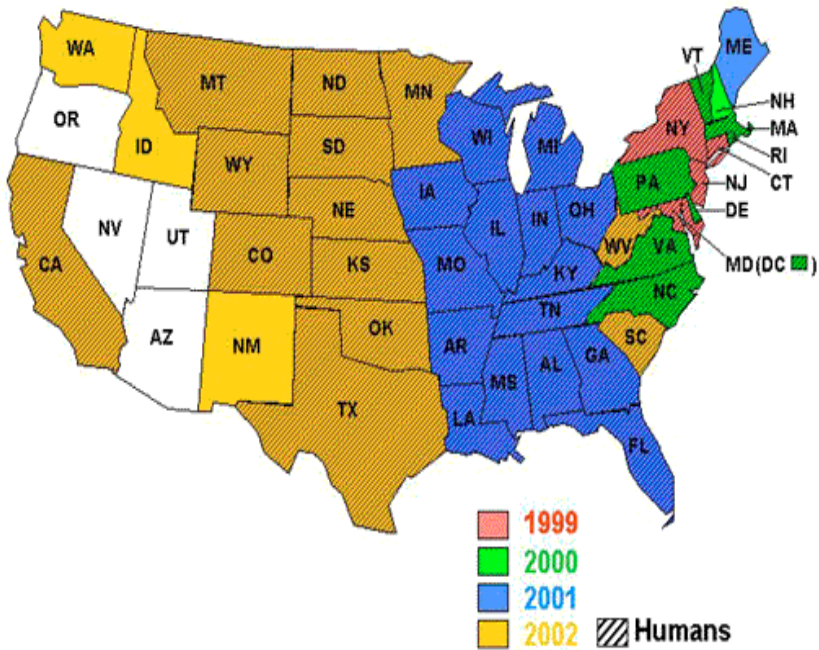 WA
MT
ND
MN
VT
ME
OR
ID
WY
SD
WI
MI
NY
NH
MA
RI
CT
NJ
DE
MD(DC )
CA
NV
UT
CO
NE
KS
IA
MO
IL
IN
OH
PA
WV
VA
KY
NC
TN
SC
AZ
NM
OK
TX
AR
LA
MS
AL
GA
FL
1999
2000
2001
2002
Humans